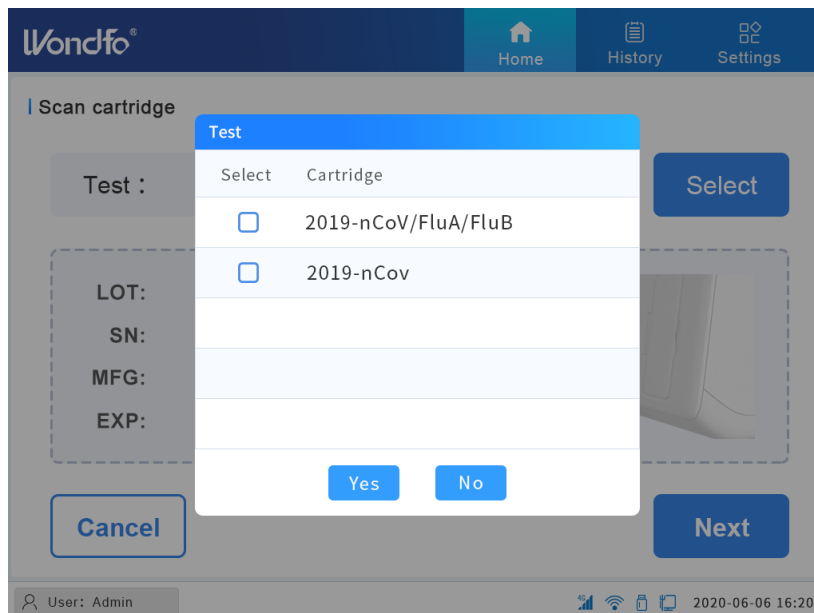 Wondfo®
Home
History
Settings
Scan cartridge
Test :
Select
LOT:
SN:
MFG:
EXP:
Test
Select Cartridge
2019-nCoV/FluA/FluB
2019-nCov
Yes No
Cancel
Next
User: Admin
4G
2020-06-06 16:20